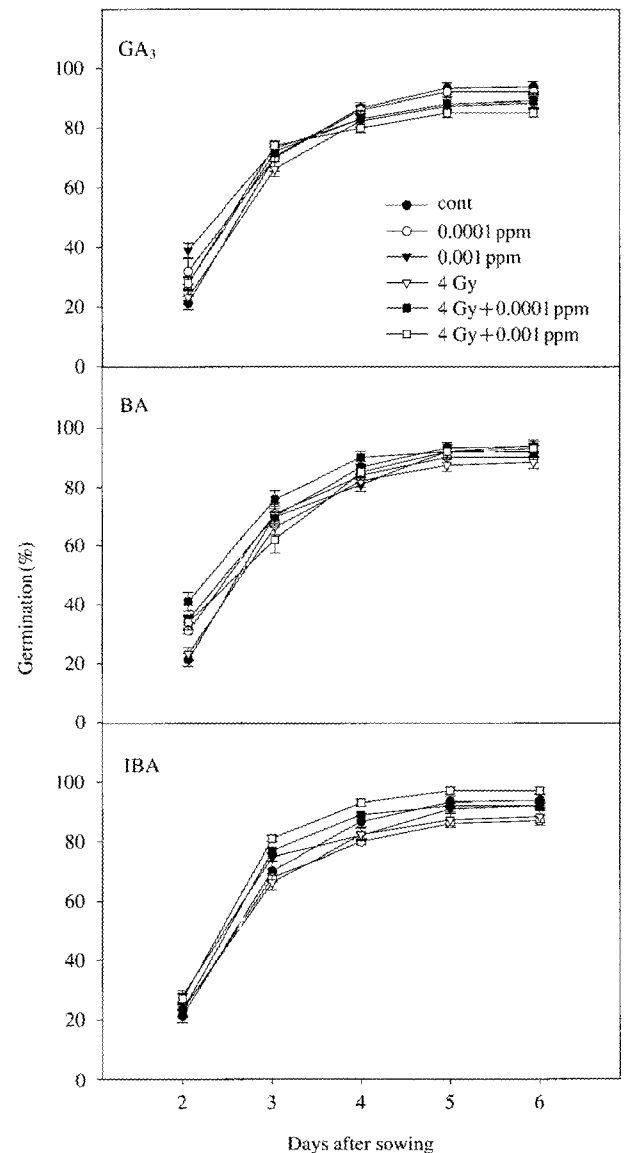 GA₃
100
80
60
40
20
0
cont
0.0001 ppm
0.001 ppm
4 Gy
4 Gy+0.0001 ppm
4 Gy+0.001 ppm
BA
100
80
60
40
20
0
Germination (%)
IBA
100
80
60
40
20
0
2 3 4 5 6
Days after sowing